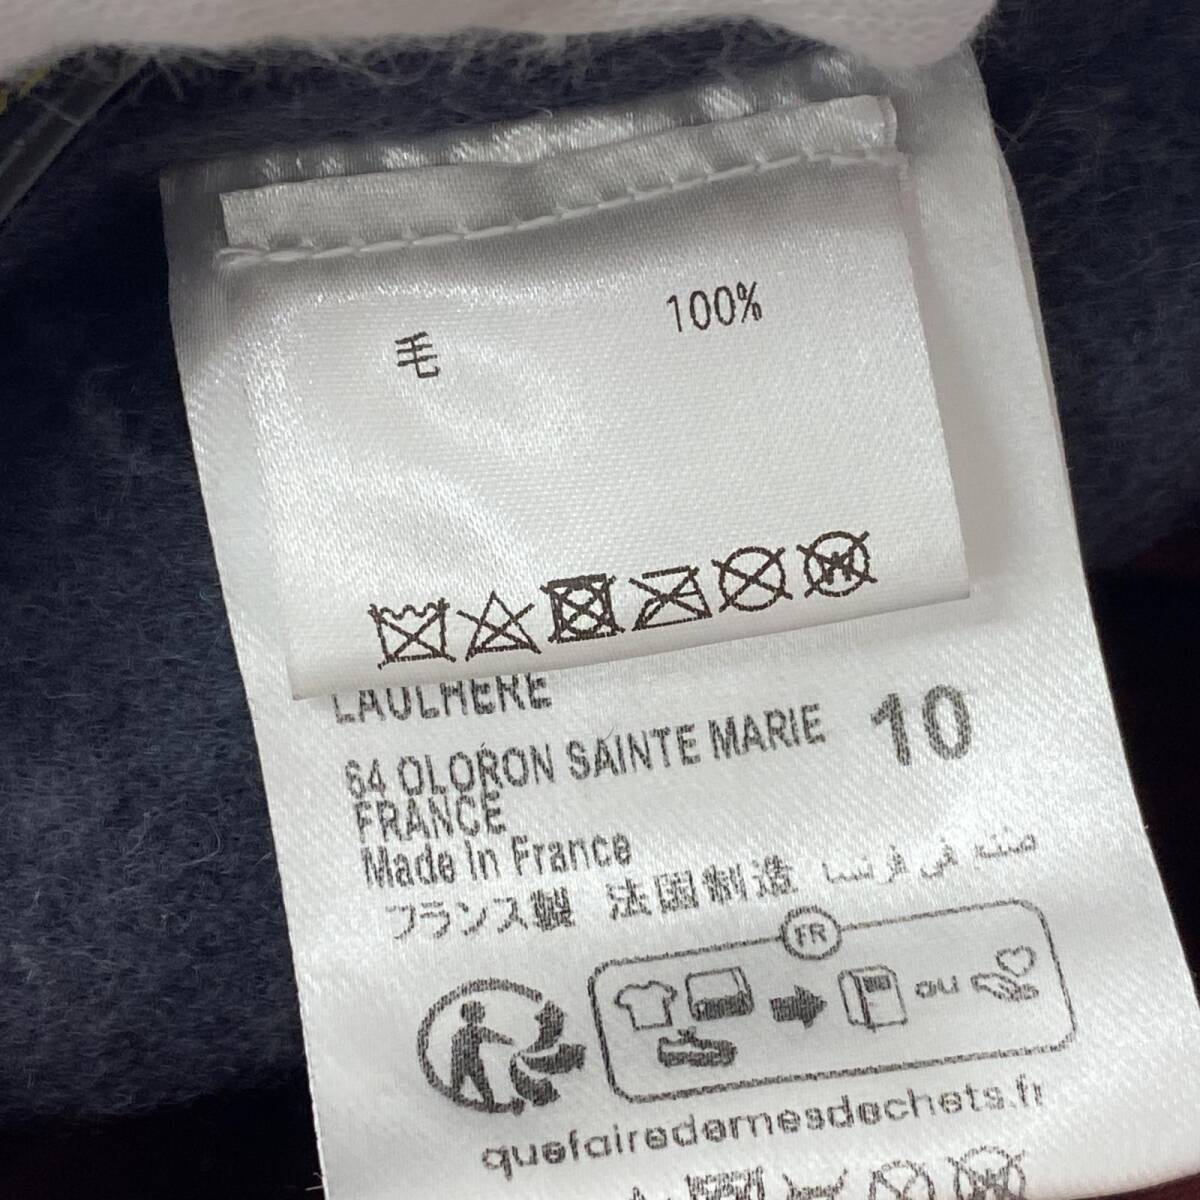 毛 100%
LAULHERE
64 OLORON SAINTE MARIE 10
FRANCE
Made In France
フランス製 法国制造 صنع في فرنسا
FR
ou
quefairedemesdechets.fr